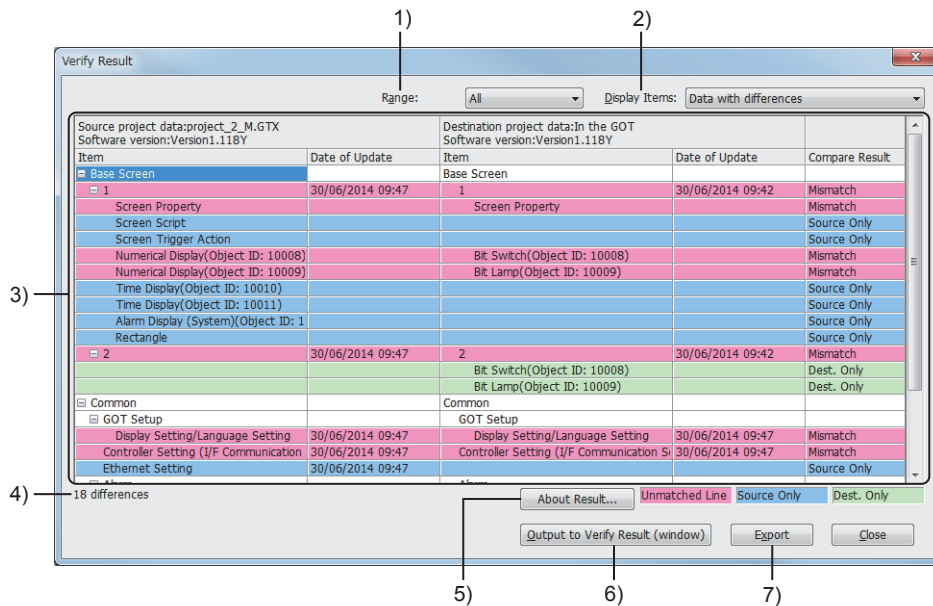 1)
2)
Verify Result
Range: All Display Items: Data with differences
Source project data:project_2_M.GTX Destination project data:In the GOT
Software version:Version1.118Y Software version:Version1.118Y
Item Date of Update Item Date of Update Compare Result
Base Screen Base Screen
1 30/06/2014 09:47 1 30/06/2014 09:42 Mismatch
Screen Property Screen Property Mismatch
Screen Script Source Only
Screen Trigger Action Source Only
Numerical Display(Object ID: 10008) Bit Switch(Object ID: 10008) Mismatch
Numerical Display(Object ID: 10009) Bit Lamp(Object ID: 10009) Mismatch
3)
Time Display(Object ID: 10010) Source Only
Time Display(Object ID: 10011) Source Only
Alarm Display (System)(Object ID: 1 Source Only
Rectangle Source Only
2 30/06/2014 09:47 2 30/06/2014 09:42 Mismatch
Bit Switch(Object ID: 10008) Dest. Only
Bit Lamp(Object ID: 10009) Dest. Only
Common Common
GOT Setup GOT Setup
Display Setting/Language Setting 30/06/2014 09:47 Display Setting/Language Setting 30/06/2014 09:47 Mismatch
Controller Setting (I/F Communication 30/06/2014 09:47 Controller Setting (I/F Communication S 30/06/2014 09:47 Mismatch
Ethernet Setting 30/06/2014 09:47 Source Only
4)
18 differences
About Result... Unmatched Line Source Only Dest. Only
Output to Verify Result (window) Export Close
5)
6)
7)